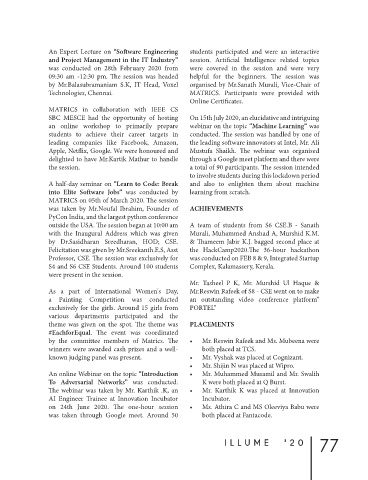 An Expert Lecture on "Software Engineering
and Project Management in the IT Industry"
was conducted on 28th February 2020 from
09:30 am -12:30 pm. The session was headed
by Mr.Balasubramaniam S.K, IT Head, Voxel
Technologies, Chennai.
MATRICS in collaboration with IEEE CS
SBC MESCE had the opportunity of hosting
an online workshop to primarily prepare
students to achieve their career targets in
leading companies like Facebook, Amazon,
Apple, Netflix, Google. We were honoured and
delighted to have Mr.Kartik Mathur to handle
the session.
A half-day seminar on "Learn to Code: Break
into Elite Software Jobs" was conducted by
MATRICS on 05th of March 2020. The session
was taken by Mr.Noufal Ibrahim, Founder of
PyCon India, and the largest python conference
outside the USA. The session began at 10:00 am
with the Inaugural Address which was given
by Dr.Sasidharan Sreedharan, HOD; CSE.
Felicitation was given by Mr.Sreekanth E.S, Asst
Professor, CSE. The session was exclusively for
S4 and S6 CSE Students. Around 100 students
were present in the session.
As a part of International Women's Day,
a Painting Competition was conducted
exclusively for the girls. Around 15 girls from
various departments participated and the
theme was given on the spot. The theme was
#EachforEqual. The event was coordinated
by the committee members of Matrics. The
winners were awarded cash prizes and a well-
known judging panel was present.
An online Webinar on the topic "Introduction
To Adversarial Networks" was conducted.
The webinar was taken by Mr. Karthik .K, an
AI Engineer Trainee at Innovation Incubator
on 24th June 2020. The one-hour session
was taken through Google meet. Around 50
students participated and were an interactive
session. Artificial Intelligence related topics
were covered in the session and were very
helpful for the beginners. The session was
organised by Mr.Sanath Murali, Vice-Chair of
MATRICS. Participants were provided with
Online Certificates.
On 15th July 2020, an elucidative and intriguing
webinar on the topic "Machine Learning" was
conducted. The session was handled by one of
the leading software innovators at Intel, Mr. Ali
Mustufa Shaikh. The webinar was organised
through a Google meet platform and there were
a total of 90 participants. The session intended
to involve students during this lockdown period
and also to enlighten them about machine
learning from scratch.
ACHIEVEMENTS
A team of students from S6 CSE.B - Sanath
Murali, Muhammed Arshad A, Murshid K.M.
& Thameem Jabir K.J. bagged second place at
the HackCamp2020.The 36-hour hackathon
was conducted on FEB 8 & 9, Integrated Startup
Complex, Kalamassery, Kerala.
Mr. Tasheel P K, Mr. Murshid Ul Haque &
Mr.Reswin Rafeek of S8 - CSE went on to make
an outstanding video conference platform"
PORTEL"
PLACEMENTS
• Mr. Reswin Rafeek and Mr. Mubeena were
both placed at TCS.
• Mr. Vyshak was placed at Cognizant.
• Mr. Shijin N was placed at Wipro.
• Mr. Muhammed Muzamil and Mr. Swalih
K were both placed at Q Burst.
• Mr. Karthik K was placed at Innovation
Incubator.
• Ms. Athira C and MS Oleeviya Babu were
both placed at Fantacode.
ILLUME '20 77